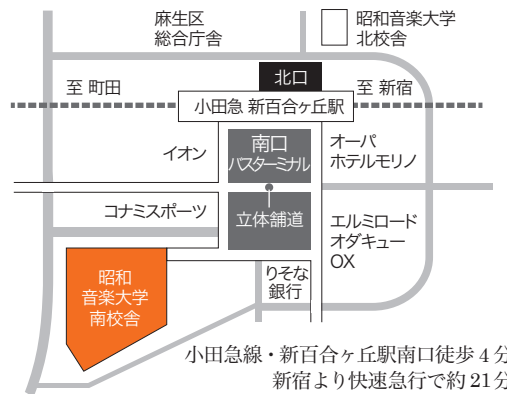 麻生区
総合庁舎
昭和音楽大学
北校舎
北口
至 町田
至 新宿
小田急 新百合ヶ丘駅
イオン
南口
バスターミナル
オーパ
ホテルモリノ
コナミスポーツ
立体舗道
エルミロード
オダキュー
OX
昭和
音楽大学
南校舎
りそな
銀行
小田急線・新百合ヶ丘駅南口徒歩 4 分
新宿より快速急行で約 21分